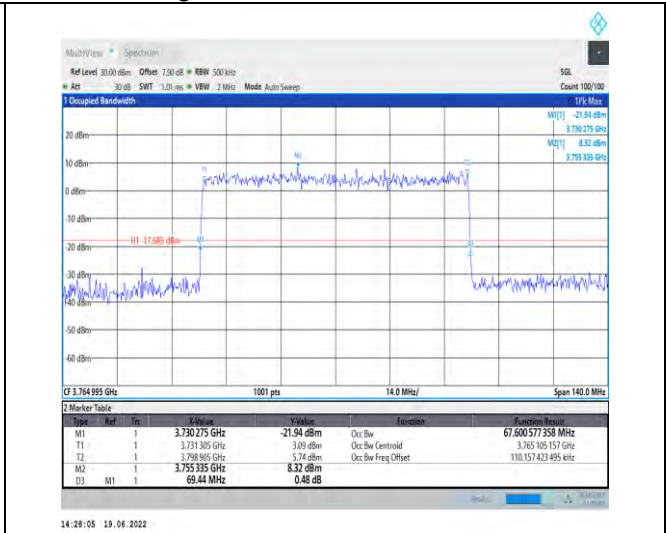 MultiView Spectrum
Ref Level 30.00 dBm Offset 7.90 dB RBW 500 kHz SGL
Att 30 dB SWT 1.01 ms VBW 2 MHz Mode Auto Sweep Count 100/100
1 Occupied Bandwidth 1Pk Max
M1[1] -21.94 dBm
3.730 275 GHz
M2[1] 8.32 dBm
3.755 335 GHz
20 dBm
M2
10 dBm
T1
0 dBm
-10 dBm
H1 -17.685 dBm
M1
-20 dBm
-30 dBm
-40 dBm
-50 dBm
-60 dBm
CF 3.764 995 GHz 1001 pts 14.0 MHz/ Span 140.0 MHz
2 Marker Table
Type Ref Trc X-Value Y-Value Function Function Result
M1 1 3.730 275 GHz -21.94 dBm Occ Bw 67.600 577 358 MHz
T1 1 3.731 305 GHz 3.09 dBm Occ Bw Centroid 3.765 105 157 GHz
T2 1 3.798 905 GHz 5.74 dBm Occ Bw Freq Offset 110.157 423 495 kHz
M2 1 3.755 335 GHz 8.32 dBm
D3 M1 1 69.44 MHz 0.48 dB
14:28:05 19.06.2022